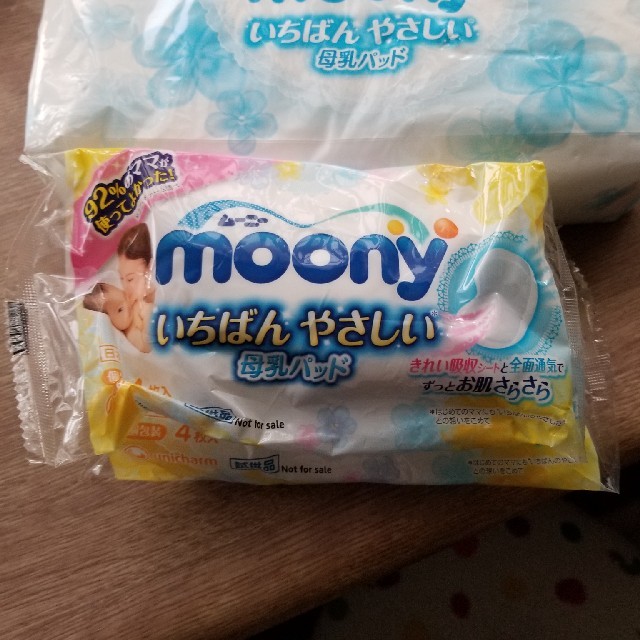 moony
いちばん やさしい
母乳パッド
92%のママが
使ってよかった!
ムーニー
moony
いちばん やさしい
母乳パッド
きれい吸収シートと全面通気で
ずっとお肌さらさら
Not for sale
4枚入
unicharm
試供品
Not for sale